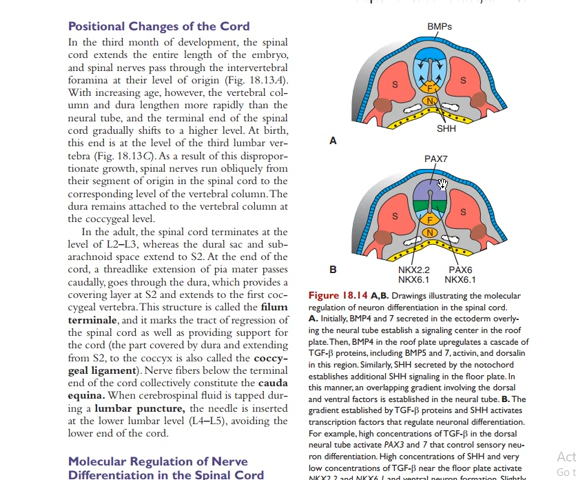 Positional Changes of the Cord
In the third month of development, the spinal
cord extends the entire length of the embryo,
and spinal nerves pass through the intervertebral
foramina at their level of origin (Fig. 18.13A).
With increasing age, however, the vertebral col-
umn and dura lengthen more rapidly than the
neural tube, and the terminal end of the spinal
cord gradually shifts to a higher level. At birth,
this end is at the level of the third lumbar ver-
tebra (Fig. 18.13C). As a result of this dispropor-
tionate growth, spinal nerves run obliquely from
their segment of origin in the spinal cord to the
corresponding level of the vertebral column. The
dura remains attached to the vertebral column at
the coccygeal level.
In the adult, the spinal cord terminates at the
level of L2–L3, whereas the dural sac and sub-
arachnoid space extend to S2. At the end of the
cord, a threadlike extension of pia mater passes
caudally, goes through the dura, which provides a
covering layer at S2 and extends to the first coc-
cygeal vertebra. This structure is called the filum
terminale, and it marks the tract of regression of
the spinal cord as well as providing support for
the cord (the part covered by dura and extending
from S2, to the coccyx is also called the coccy-
geal ligament). Nerve fibers below the terminal
end of the cord collectively constitute the cauda
equina. When cerebrospinal fluid is tapped dur-
ing a lumbar puncture, the needle is inserted
at the lower lumbar level (L4–L5), avoiding the
lower end of the cord.
Molecular Regulation of Nerve
Differentiation in the Spinal Cord
BMPs
S
S
F
N
SHH
A
PAX7
S
S
F
N
B
NKX2.2 PAX6
NKX6.1 NKX6.1
Figure 18.14 A,B. Drawings illustrating the molecular
regulation of neuron differentiation in the spinal cord.
A. Initially, BMP4 and 7 secreted in the ectoderm overly-
ing the neural tube establish a signaling center in the roof
plate. Then, BMP4 in the roof plate upregulates a cascade of
TGF-β proteins, including BMP5 and 7, activin, and dorsalin
in this region. Similarly, SHH secreted by the notochord
establishes additional SHH signaling in the floor plate. In
this manner, an overlapping gradient involving the dorsal
and ventral factors is established in the neural tube. B. The
gradient established by TGF-β proteins and SHH activates
transcription factors that regulate neuronal differentiation.
For example, high concentrations of TGF-β in the dorsal
neural tube activate PAX3 and 7 that control sensory neu-
ron differentiation. High concentrations of SHH and very
low concentrations of TGF-β near the floor plate activate
NKX2.2 and NKX6.1 and ventral neuron formation. Slightly
Act
Go t